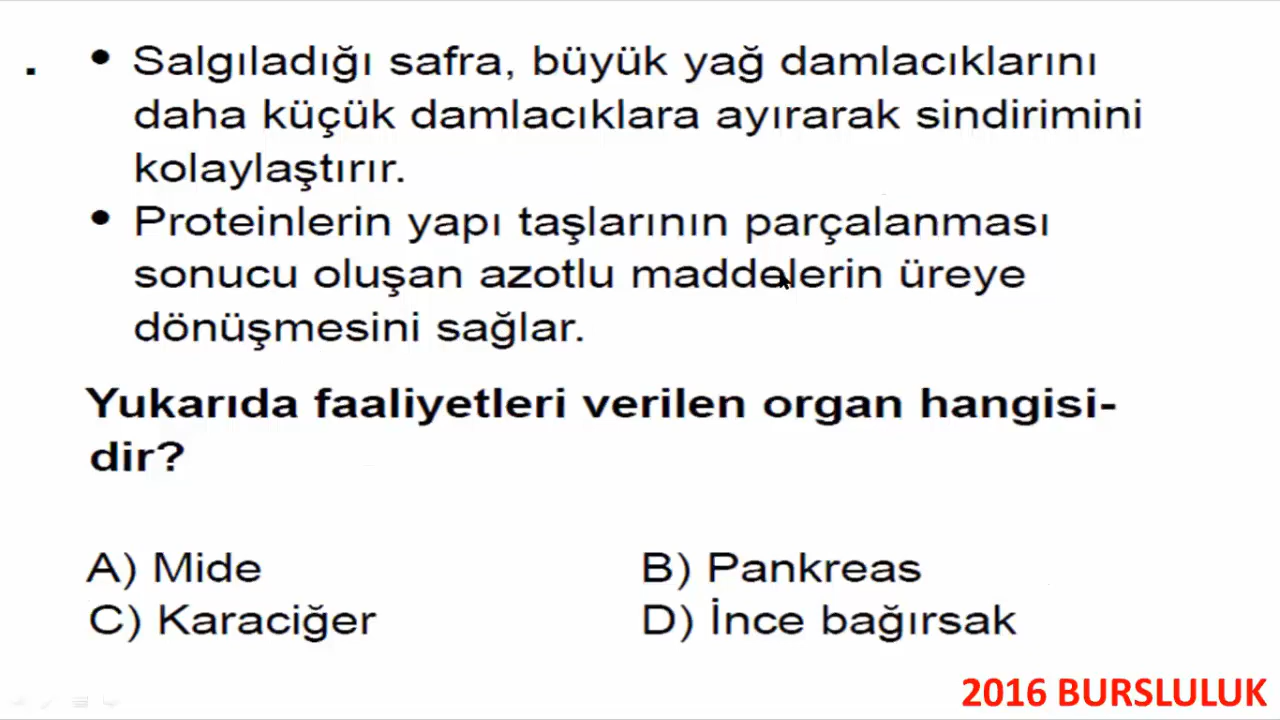 . • Salgıladığı safra, büyük yağ damlacıklarını
daha küçük damlacıklara ayırarak sindirimini
kolaylaştırır.
• Proteinlerin yapı taşlarının parçalanması
sonucu oluşan azotlu maddelerin üreye
dönüşmesini sağlar.
Yukarıda faaliyetleri verilen organ hangisi-
dir?
A) Mide B) Pankreas
C) Karaciğer D) İnce bağırsak
2016 BURSLULUK